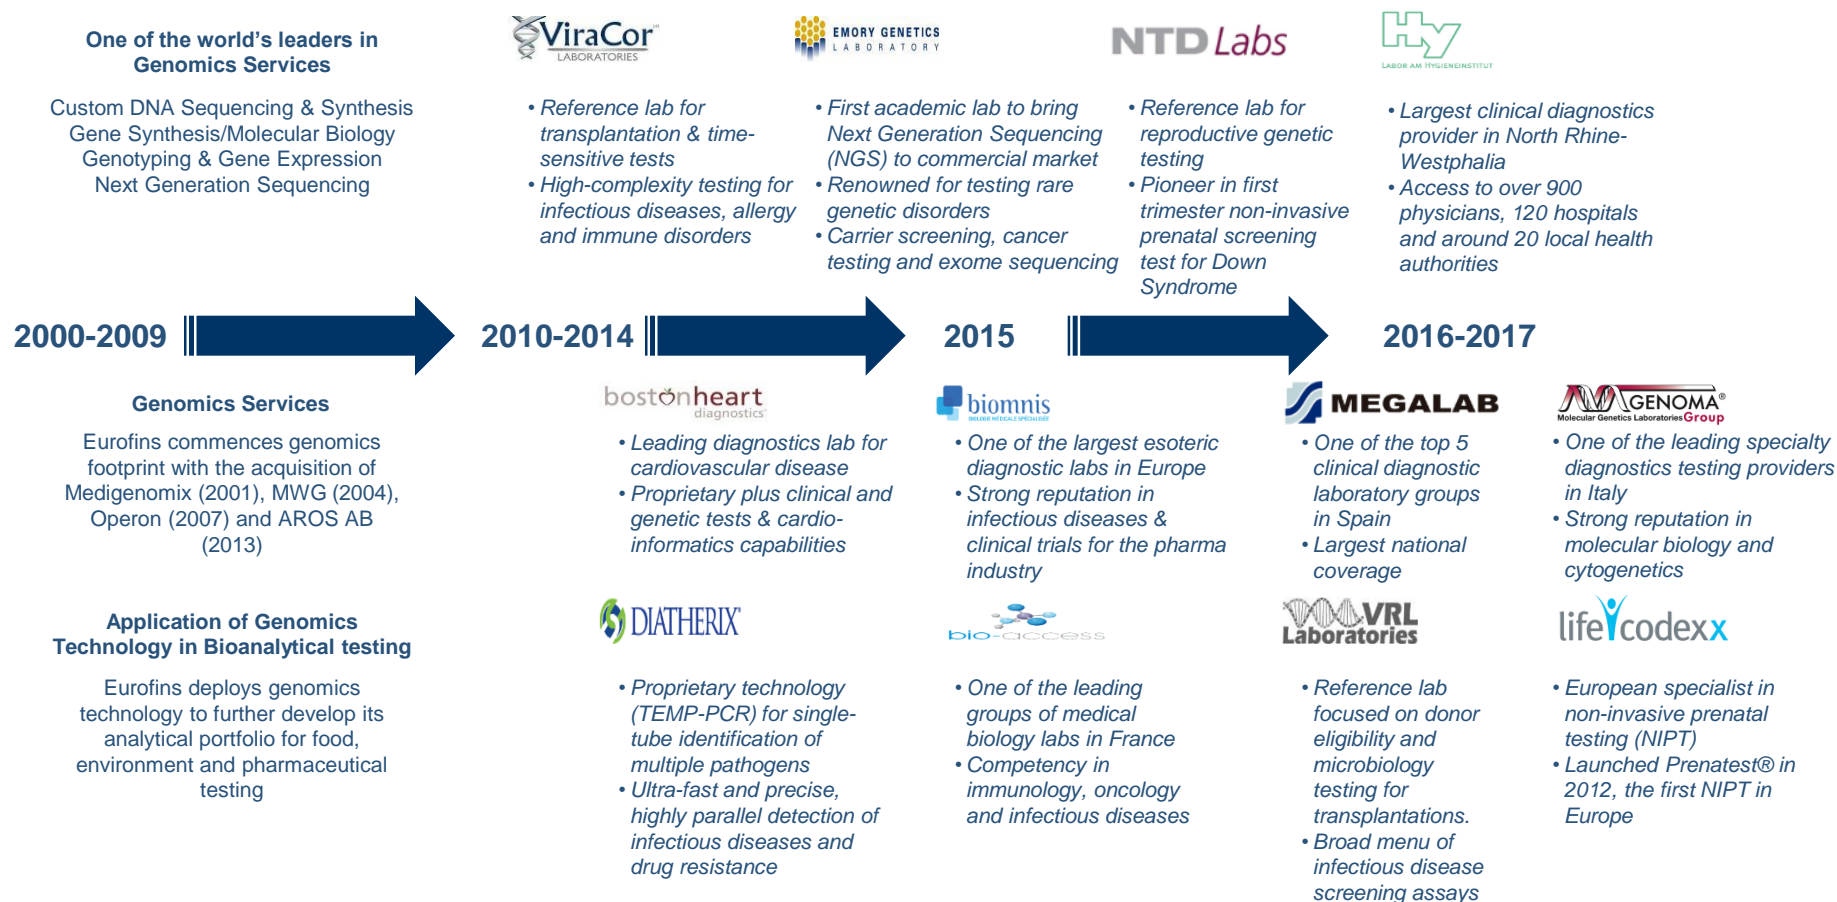 One of the world's leaders in
Genomics Services
Custom DNA Sequencing & Synthesis
Gene Synthesis/Molecular Biology
Genotyping & Gene Expression
Next Generation Sequencing
ViraCor
LABORATORIES
• Reference lab for
transplantation & time-
sensitive tests
• High-complexity testing for
infectious diseases, allergy
and immune disorders
EMORY GENETICS
LABORATORY
• First academic lab to bring
Next Generation Sequencing
(NGS) to commercial market
• Renowned for testing rare
genetic disorders
• Carrier screening, cancer
testing and exome sequencing
NTD Labs
• Reference lab for
reproductive genetic
testing
• Pioneer in first
trimester non-invasive
prenatal screening
test for Down
Syndrome
Hy
LABOR AM HYGIENEINSTITUT
• Largest clinical diagnostics
provider in North Rhine-
Westphalia
• Access to over 900
physicians, 120 hospitals
and around 20 local health
authorities
2000-2009
2010-2014
2015
2016-2017
Genomics Services
Eurofins commences genomics
footprint with the acquisition of
Medigenomix (2001), MWG (2004),
Operon (2007) and AROS AB
(2013)
bostonheart
diagnostics
• Leading diagnostics lab for
cardiovascular disease
• Proprietary plus clinical and
genetic tests & cardio-
informatics capabilities
biomnis
BIOLOGIE MÉDICALE SPÉCIALISÉE
• One of the largest esoteric
diagnostic labs in Europe
• Strong reputation in
infectious diseases &
clinical trials for the pharma
industry
MEGALAB
• One of the top 5
clinical diagnostic
laboratory groups
in Spain
• Largest national
coverage
GENOMA®
Molecular Genetics Laboratories Group
• One of the leading specialty
diagnostics testing providers
in Italy
• Strong reputation in
molecular biology and
cytogenetics
Application of Genomics
Technology in Bioanalytical testing
Eurofins deploys genomics
technology to further develop its
analytical portfolio for food,
environment and pharmaceutical
testing
DIATHERIX
• Proprietary technology
(TEMP-PCR) for single-
tube identification of
multiple pathogens
• Ultra-fast and precise,
highly parallel detection of
infectious diseases and
drug resistance
bio-access
• One of the leading
groups of medical
biology labs in France
• Competency in
immunology, oncology
and infectious diseases
VRL
Laboratories
• Reference lab
focused on donor
eligibility and
microbiology
testing for
transplantations.
• Broad menu of
infectious disease
screening assays
lifecodexx
• European specialist in
non-invasive prenatal
testing (NIPT)
• Launched Prenatest® in
2012, the first NIPT in
Europe